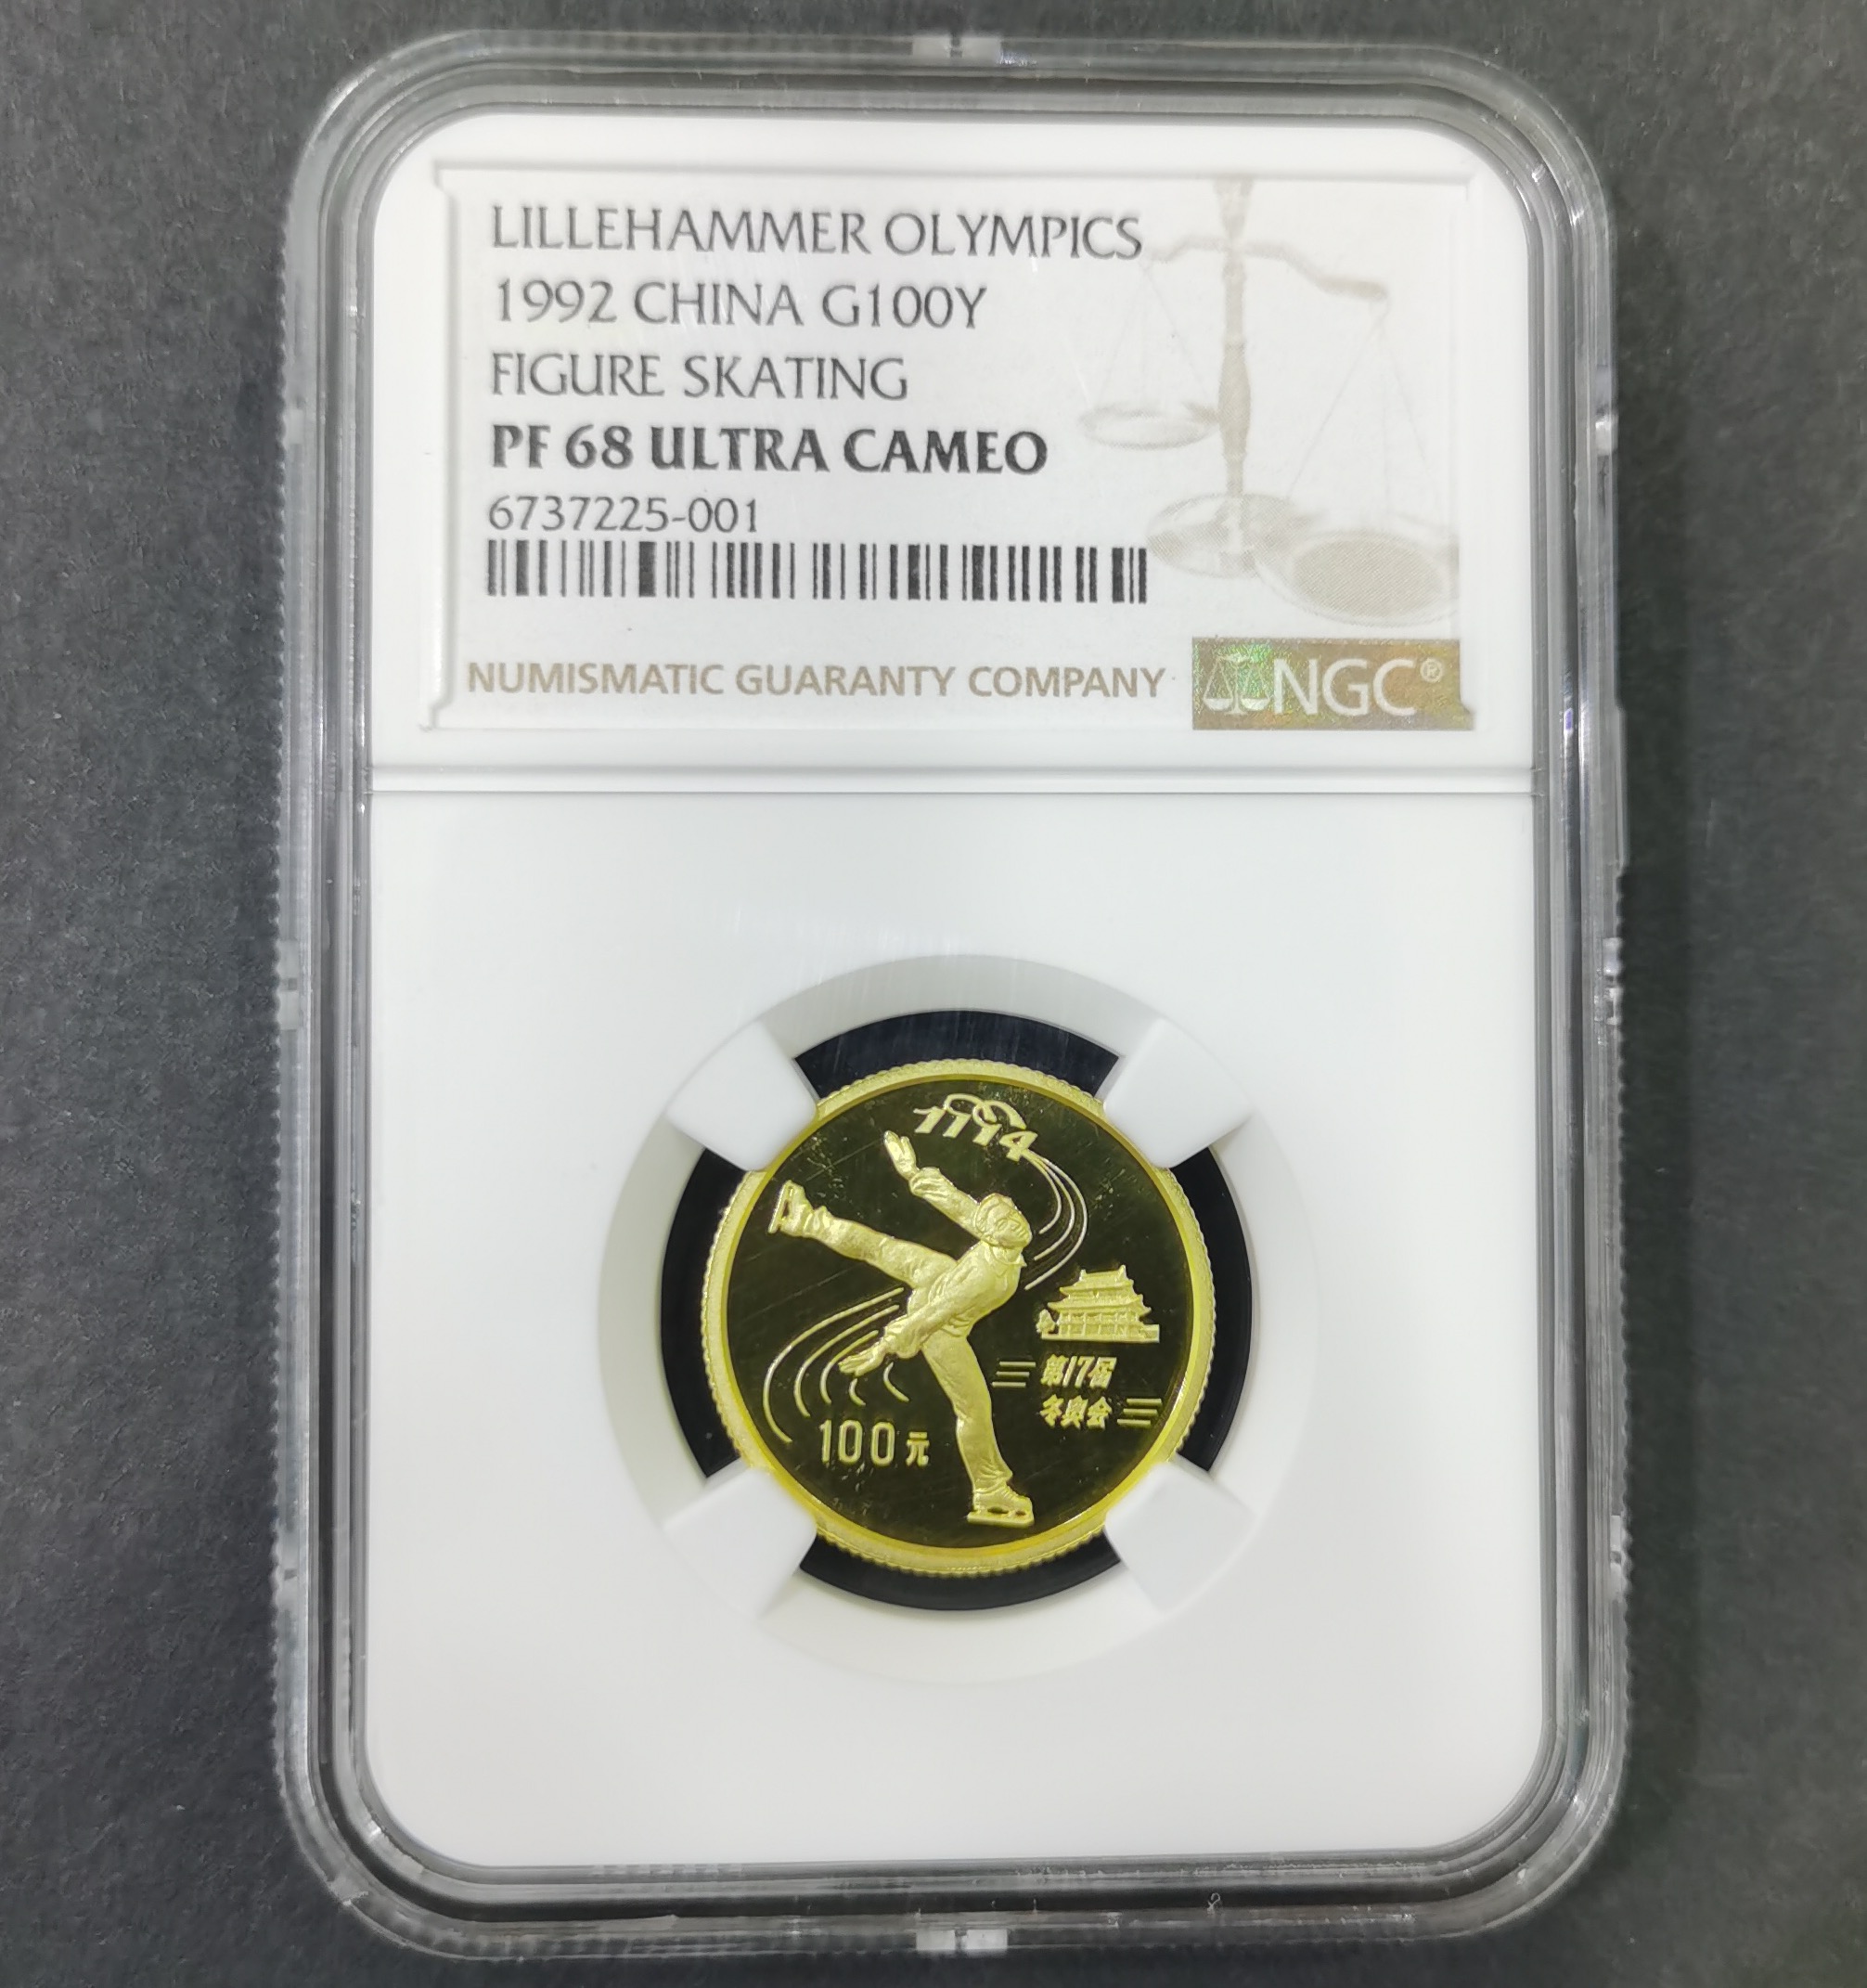 LILLEHAMMER OLYMPICS
1992 CHINA G100Y
FIGURE SKATING
PF 68 ULTRA CAMEO
6737225-001
NUMISMATIC GUARANTY COMPANY
NGC®
第17届
冬奥会
100元